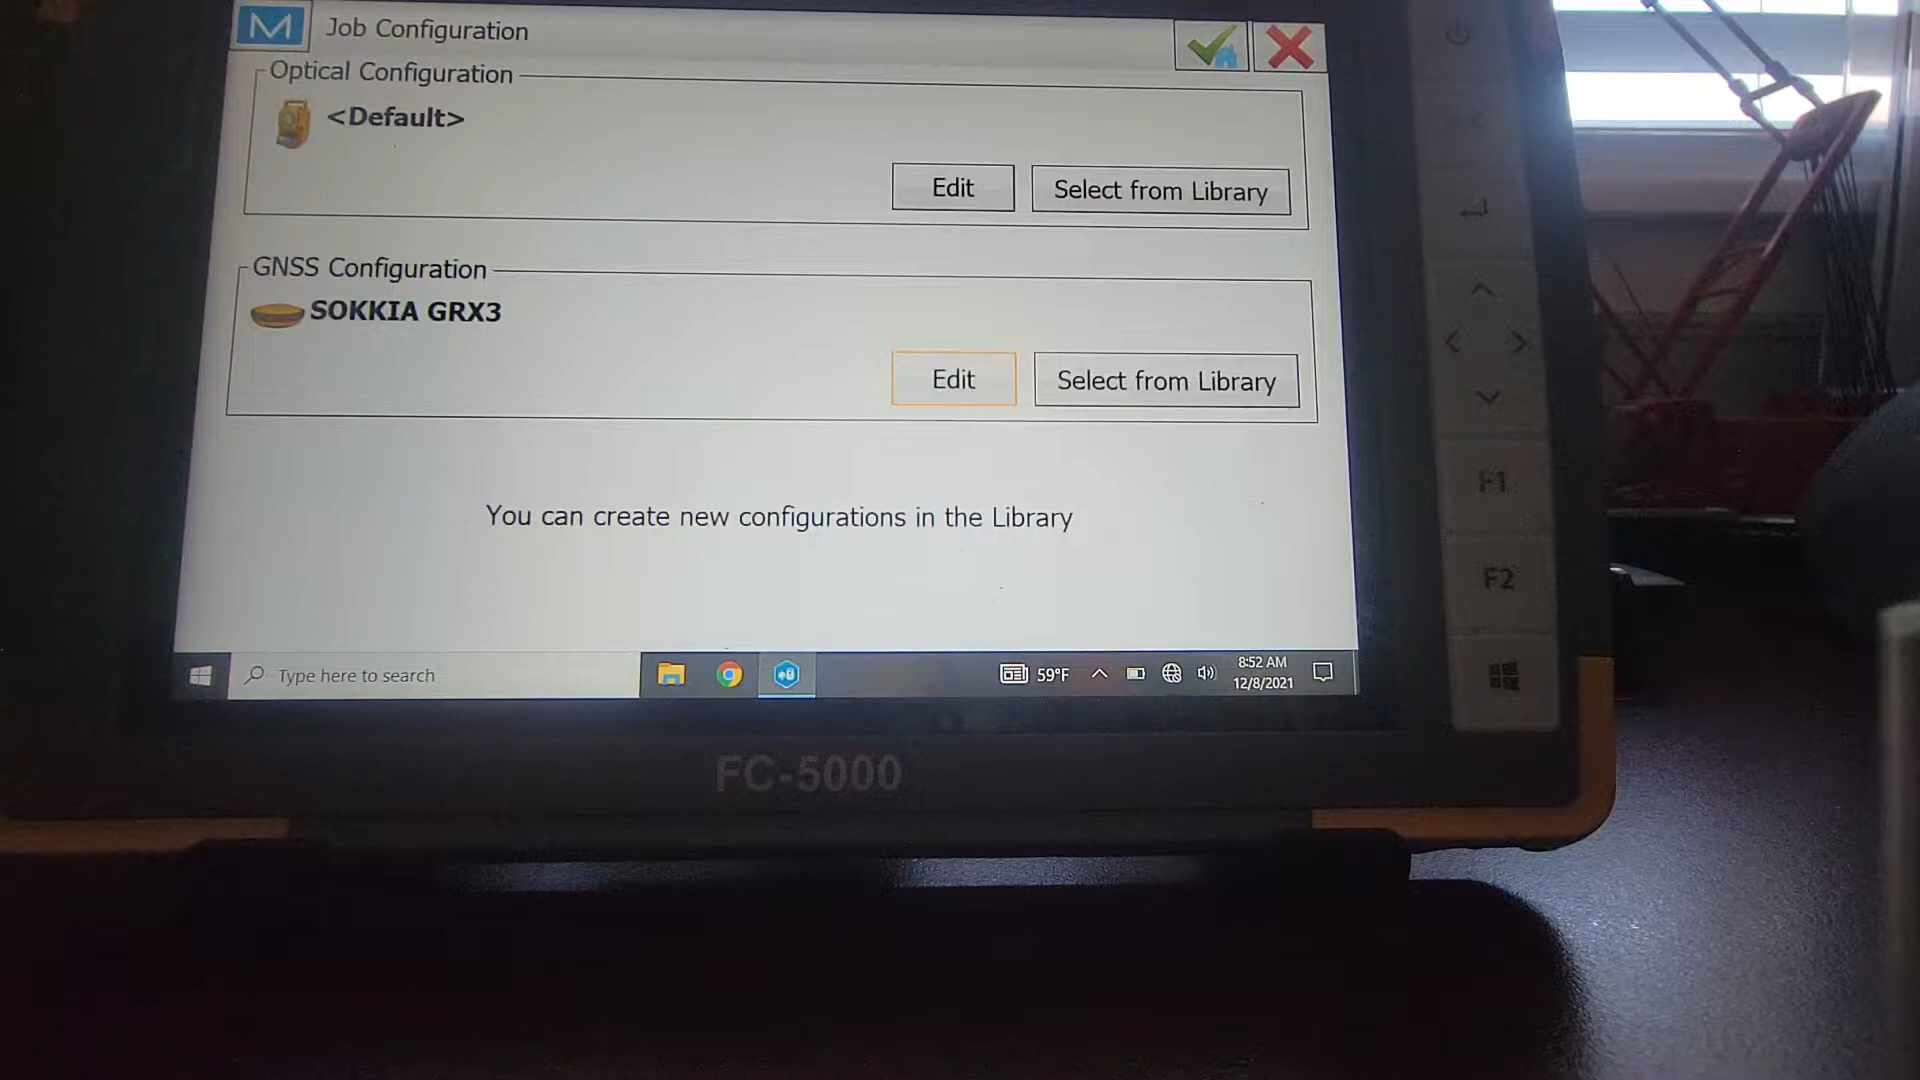 Job Configuration
Optical Configuration
<Default>
Edit
Select from Library
GNSS Configuration
SOKKIA GRX3
Edit
Select from Library
You can create new configurations in the Library
Type here to search
59°F
8:52 AM
12/8/2021
FC-5000
F1
F2